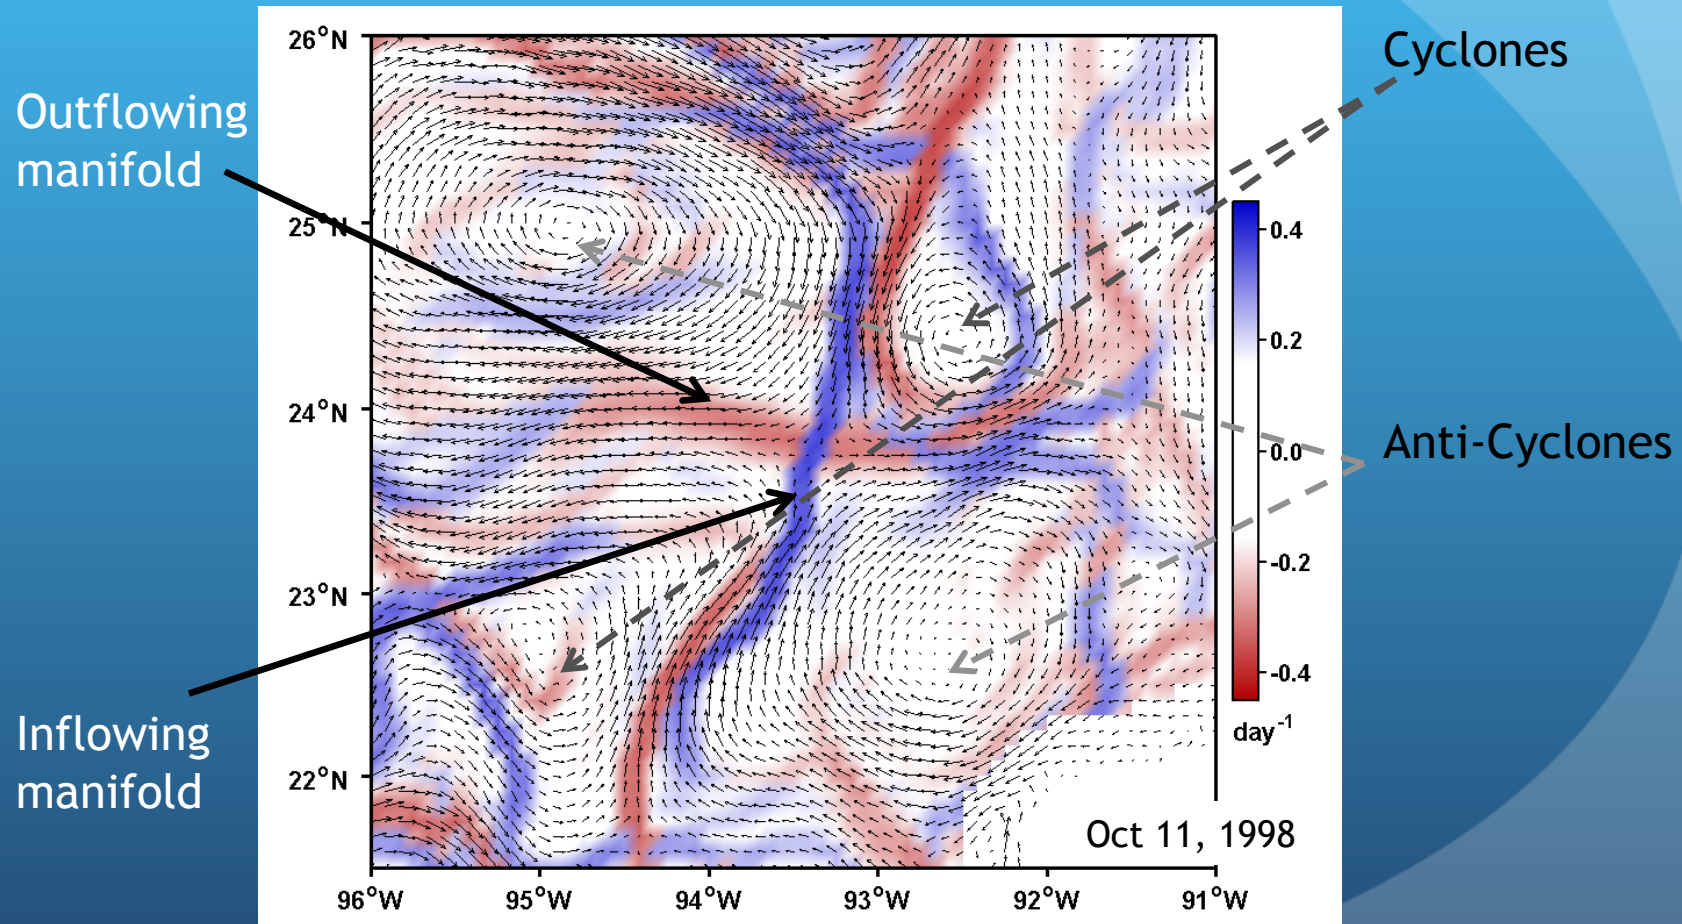 Cyclones
Outflowing
manifold
Anti-Cyclones
Inflowing
manifold
26°N
25°N
24°N
23°N
22°N
96°W
95°W
94°W
93°W
92°W
91°W
0.4
0.2
0.0
-0.2
-0.4
day-1
Oct 11, 1998